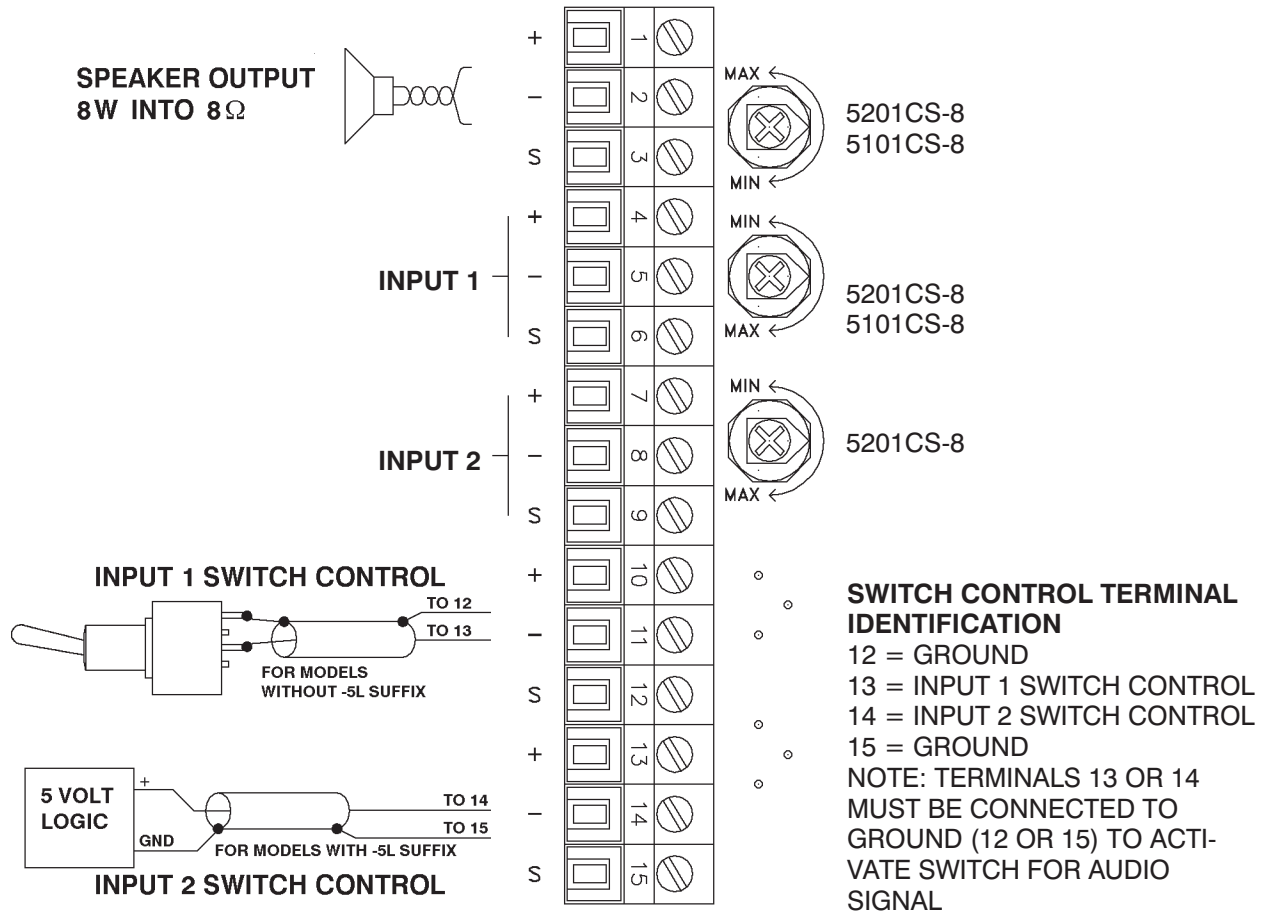 SPEAKER OUTPUT
8W INTO 8Ω
+ 1
- 2
S 3
MAX
MIN
5201CS-8
5101CS-8
INPUT 1
+ 4
- 5
S 6
MIN
MAX
5201CS-8
5101CS-8
INPUT 2
+ 7
- 8
S 9
MIN
MAX
5201CS-8
+ 10
- 11
S 12
+ 13
- 14
S 15
INPUT 1 SWITCH CONTROL
TO 12
TO 13
FOR MODELS
WITHOUT -5L SUFFIX
5 VOLT
LOGIC
+
GND
TO 14
TO 15
FOR MODELS WITH -5L SUFFIX
INPUT 2 SWITCH CONTROL
SWITCH CONTROL TERMINAL
IDENTIFICATION
12 = GROUND
13 = INPUT 1 SWITCH CONTROL
14 = INPUT 2 SWITCH CONTROL
15 = GROUND
NOTE: TERMINALS 13 OR 14
MUST BE CONNECTED TO
GROUND (12 OR 15) TO ACTI-
VATE SWITCH FOR AUDIO
SIGNAL